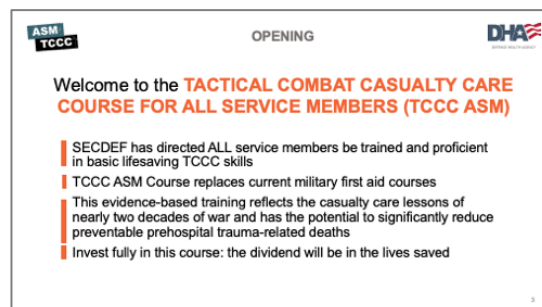 ASM
TCCC
OPENING
DHA
DEFENSE HEALTH AGENCY
Welcome to the TACTICAL COMBAT CASUALTY CARE
COURSE FOR ALL SERVICE MEMBERS (TCCC ASM)
SECDEF has directed ALL service members be trained and proficient
in basic lifesaving TCCC skills
TCCC ASM Course replaces current military first aid courses
This evidence-based training reflects the casualty care lessons of
nearly two decades of war and has the potential to significantly reduce
preventable prehospital trauma-related deaths
Invest fully in this course: the dividend will be in the lives saved
3